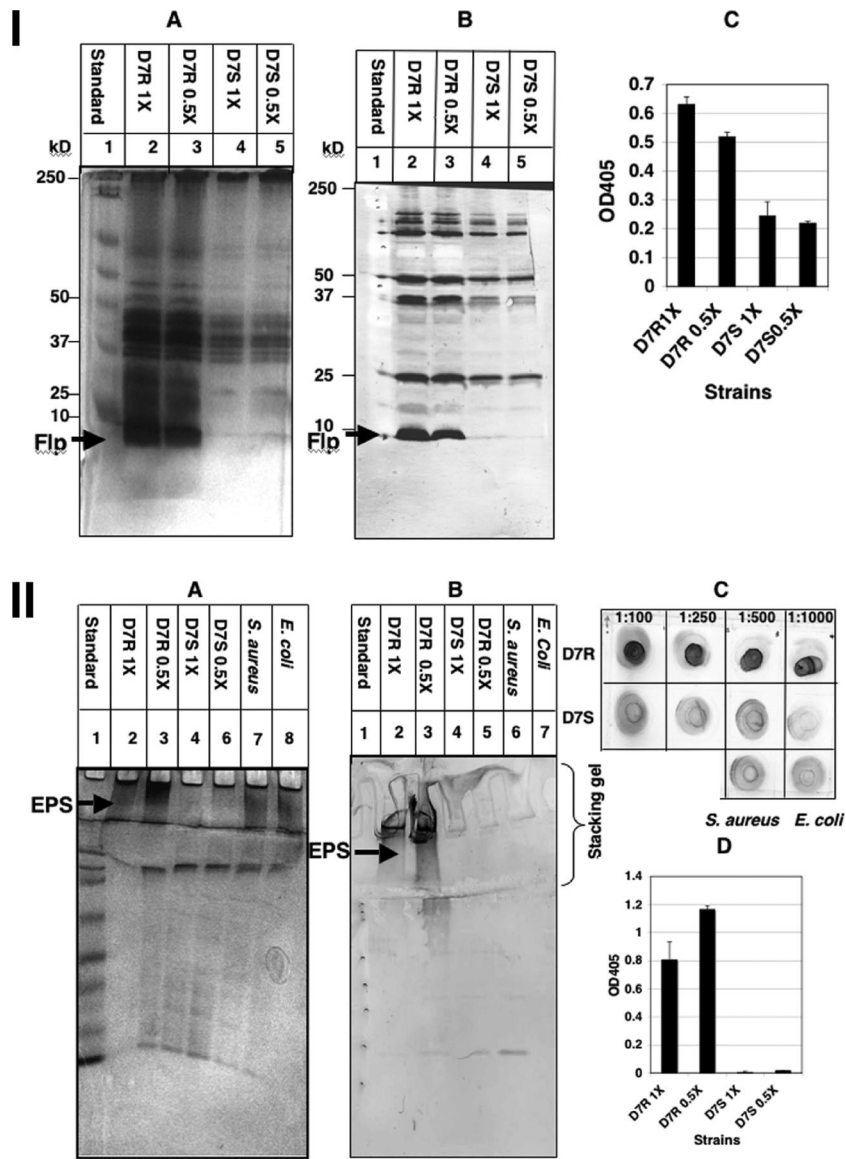 I
A
B
C
Standard D7R 1X D7R 0.5X D7S 1X D7S 0.5X
kD 1 2 3 4 5
250
50
37
25
10
Flp
Standard D7R 1X D7R 0.5X D7S 1X D7S 0.5X
kD 1 2 3 4 5
250
50
37
25
10
Flp
0.7
0.6
0.5
0.4
0.3
0.2
0.1
0
OD405
D7R1X D7R 0.5X D7S 1X D7S0.5X
Strains
II
A
B
C
Standard D7R 1X D7R 0.5X D7S 1X D7S 0.5X S. aureus E. coli
1 2 3 4 6 7 8
EPS
Standard D7R 1X D7R 0.5X D7S 1X D7R 0.5X S. aureus E. Coli
1 2 3 4 5 6 7
EPS
Stacking gel
1:100 1:250 1:500 1:1000
D7R
D7S
S. aureus E. coli
D
1.4
1.2
1
0.8
0.6
0.4
0.2
0
OD405
D7R 1X D7R 0.5X D7S 1X D7S 0.5X
Strains